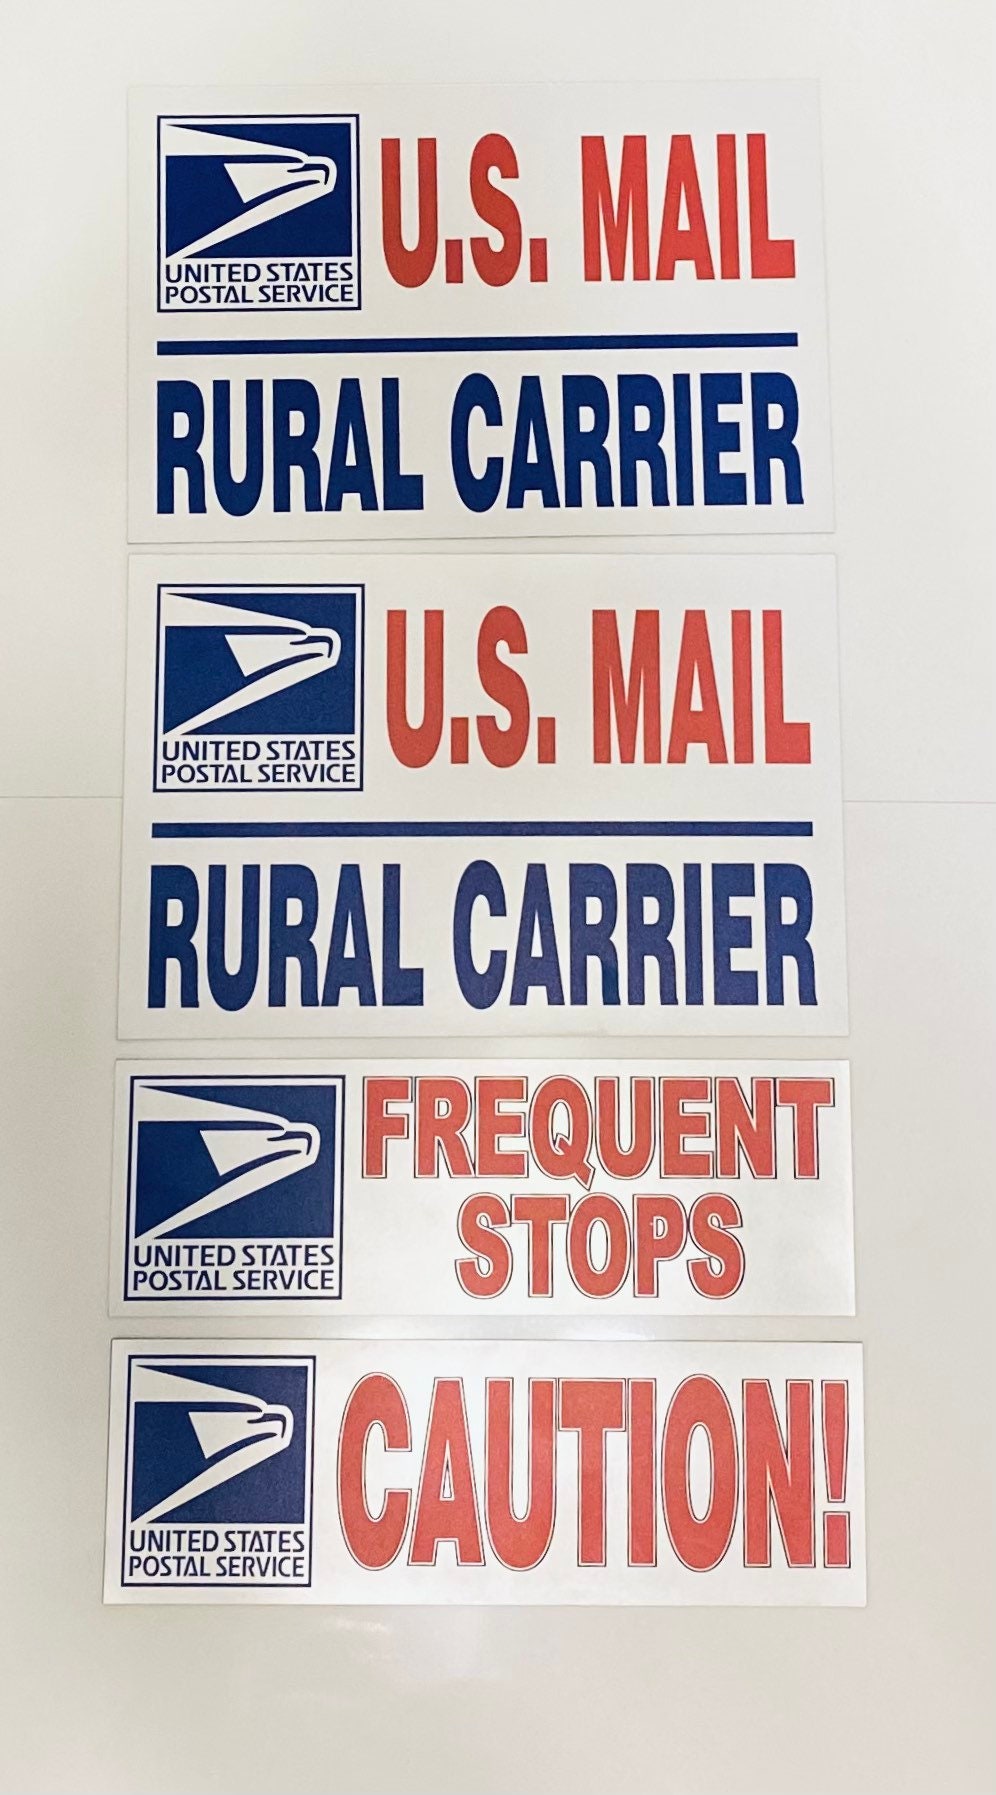 UNITED STATES
POSTAL SERVICE
U.S. MAIL
RURAL CARRIER
UNITED STATES
POSTAL SERVICE
U.S. MAIL
RURAL CARRIER
UNITED STATES
POSTAL SERVICE
FREQUENT
STOPS
UNITED STATES
POSTAL SERVICE
CAUTION!